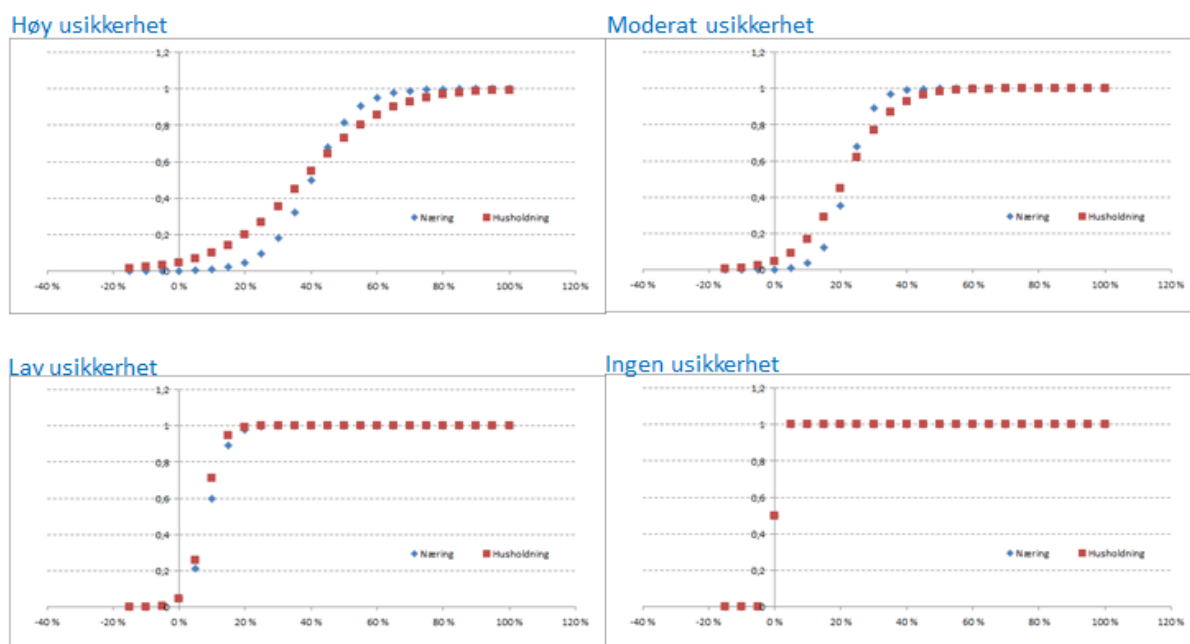 Høy usikkerhet
1,2
1
0,8
0,6
0,4
0,2
0
Næring Husholdning
-40 % -20 % 0 % 20 % 40 % 60 % 80 % 100 % 120 %
Moderat usikkerhet
1,2
1
0,8
0,6
0,4
0,2
0
Næring Husholdning
-40 % -20 % 0 % 20 % 40 % 60 % 80 % 100 % 120 %
Lav usikkerhet
1,2
1
0,8
0,6
0,4
0,2
0
Næring Husholdning
-40 % -20 % 0 % 20 % 40 % 60 % 80 % 100 % 120 %
Ingen usikkerhet
1,2
1
0,8
0,6
0,4
0,2
0
Næring Husholdning
-40 % -20 % 0 % 20 % 40 % 60 % 80 % 100 % 120 %